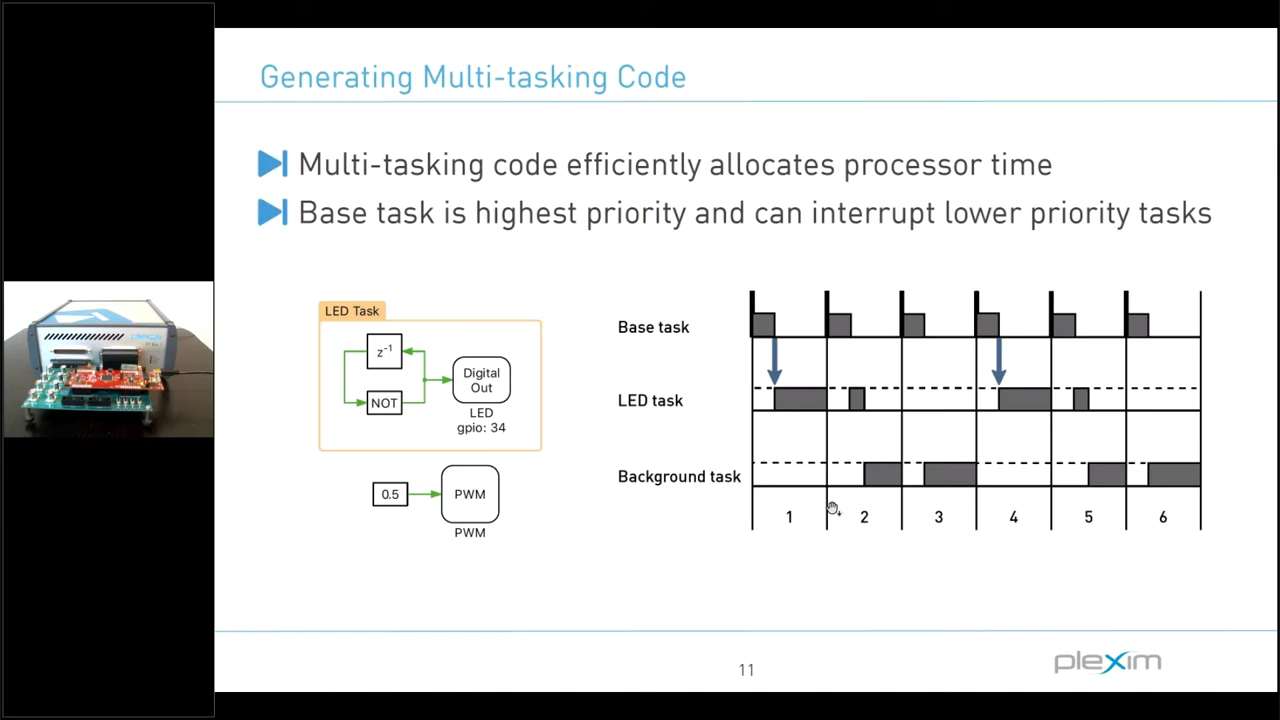 Generating Multi-tasking Code
Multi-tasking code efficiently allocates processor time
Base task is highest priority and can interrupt lower priority tasks
LED Task
z-1
NOT
Digital
Out
LED
gpio: 34
0.5
PWM
PWM
Base task
LED task
Background task
1 2 3 4 5 6
11
plexim